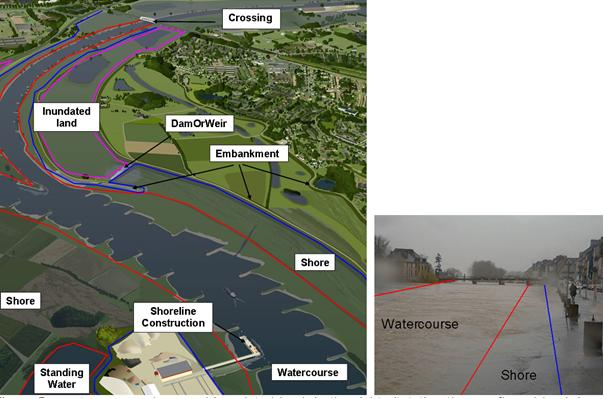 Crossing
Inundated
land
DamOrWeir
Embankment
Shore
Shore
Shoreline
Construction
Standing
Water
Watercourse
Watercourse
Shore